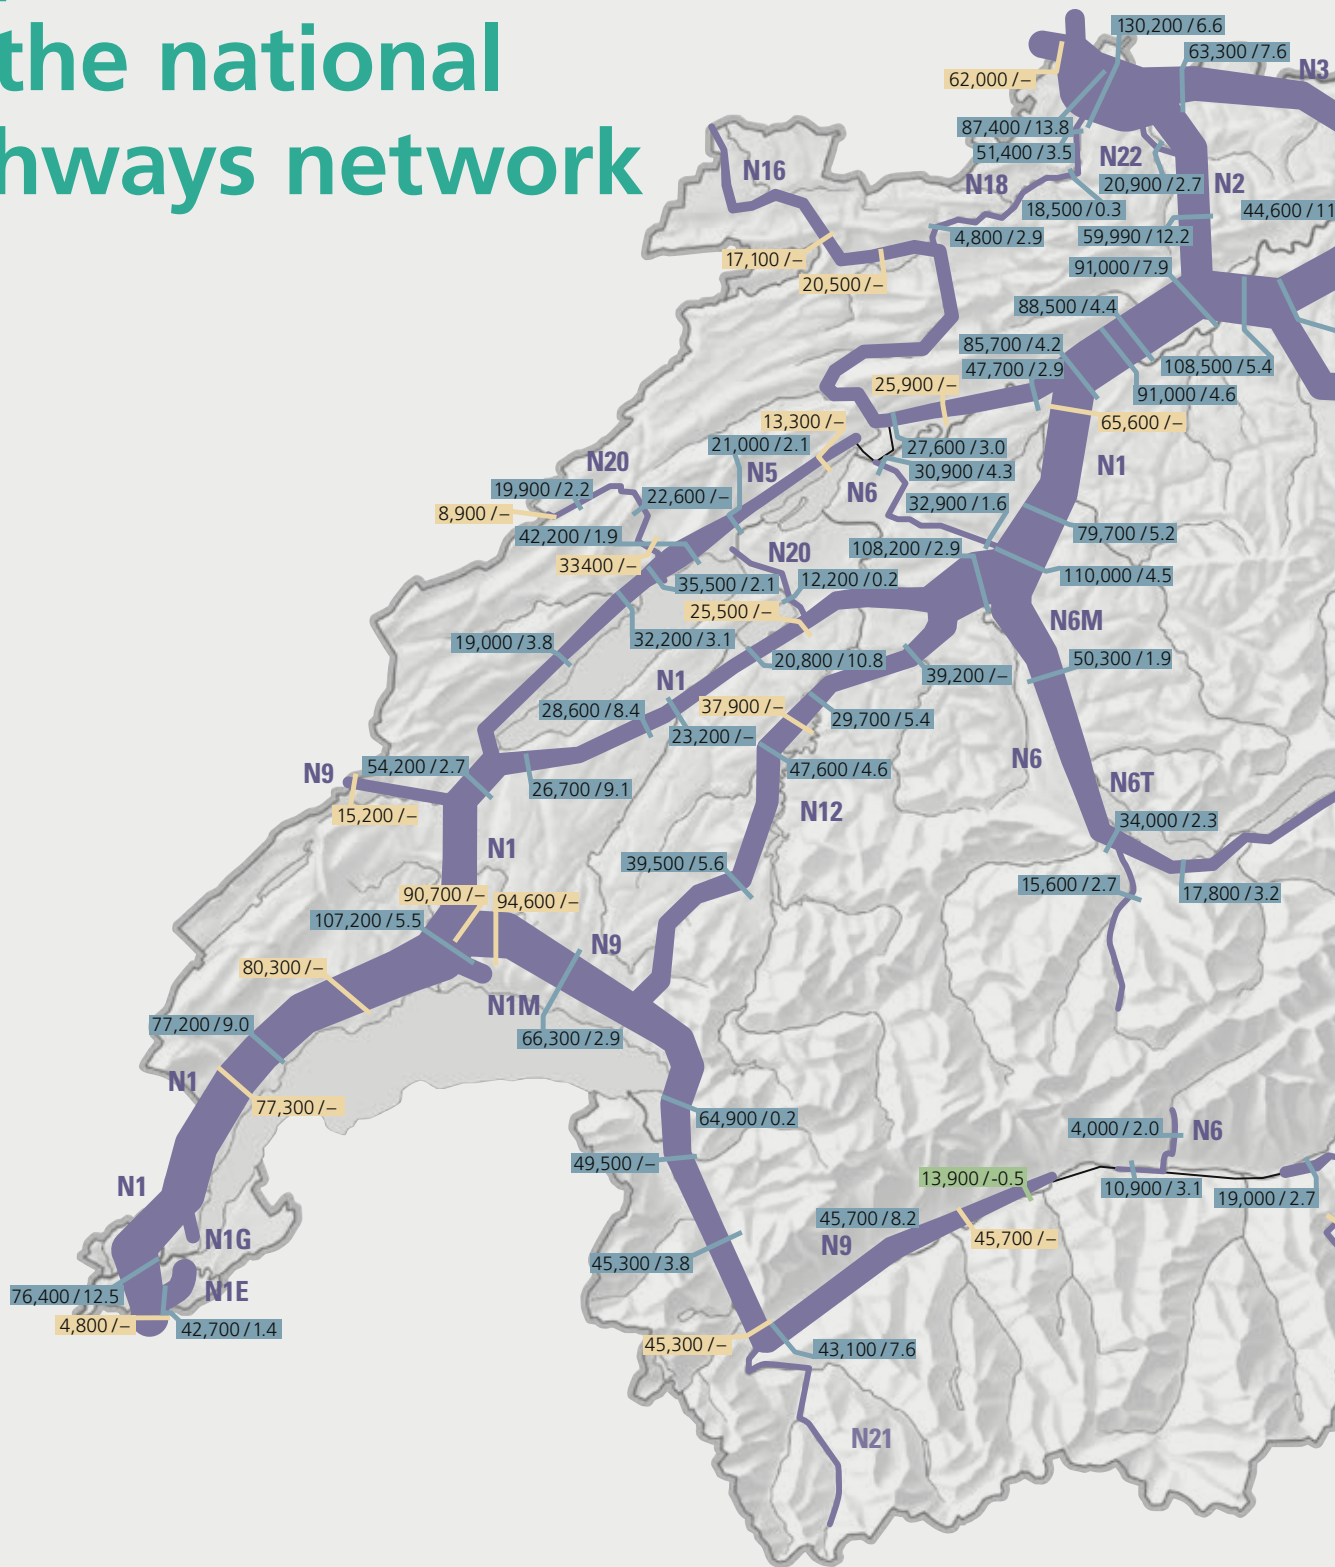 the national
hways network
130,200 / 6.6
63,300 / 7.6
N3
62,000 / –
87,400 / 13.8
51,400 / 3.5
N22
N16
N18
20,900 / 2.7
N2
18,500 / 0.3
44,600 / 11
4,800 / 2.9
59,990 / 12.2
17,100 / –
20,500 / –
91,000 / 7.9
88,500 / 4.4
85,700 / 4.2
47,700 / 2.9
108,500 / 5.4
25,900 / –
91,000 / 4.6
13,300 / –
65,600 / –
21,000 / 2.1
27,600 / 3.0
N20
N5
30,900 / 4.3
N1
19,900 / 2.2
22,600 / –
N6
32,900 / 1.6
8,900 / –
42,200 / 1.9
79,700 / 5.2
108,200 / 2.9
N20
33400 / –
35,500 / 2.1
12,200 / 0.2
110,000 / 4.5
25,500 / –
N6M
19,000 / 3.8
32,200 / 3.1
20,800 / 10.8
50,300 / 1.9
39,200 / –
N1
28,600 / 8.4
37,900 / –
29,700 / 5.4
23,200 / –
N6
N9
54,200 / 2.7
47,600 / 4.6
N6T
26,700 / 9.1
15,200 / –
N12
34,000 / 2.3
N1
39,500 / 5.6
15,600 / 2.7
17,800 / 3.2
90,700 / –
94,600 / –
107,200 / 5.5
N9
80,300 / –
N1M
77,200 / 9.0
66,300 / 2.9
N1
77,300 / –
64,900 / 0.2
4,000 / 2.0
N6
49,500 / –
13,900 / -0.5
N1
10,900 / 3.1
19,000 / 2.7
45,700 / 8.2
N1G
N9
45,700 / –
45,300 / 3.8
N1E
76,400 / 12.5
4,800 / –
42,700 / 1.4
45,300 / –
43,100 / 7.6
N21